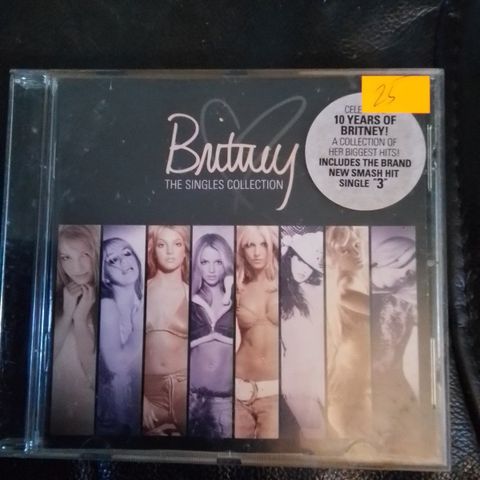 25
10 YEARS OF
BRITNEY!
A COLLECTION OF
HER BIGGEST HITS!
INCLUDES THE BRAND
NEW SMASH HIT
SINGLE "3"
Britney
THE SINGLES COLLECTION